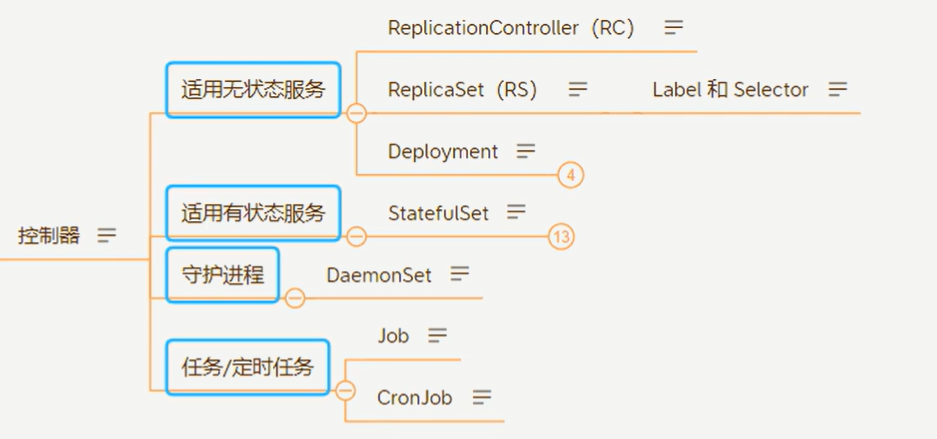 ReplicationController（RC）
适用无状态服务
ReplicaSet（RS）
Label 和 Selector
Deployment
4
适用有状态服务
StatefulSet
13
控制器
守护进程
DaemonSet
Job
任务/定时任务
CronJob